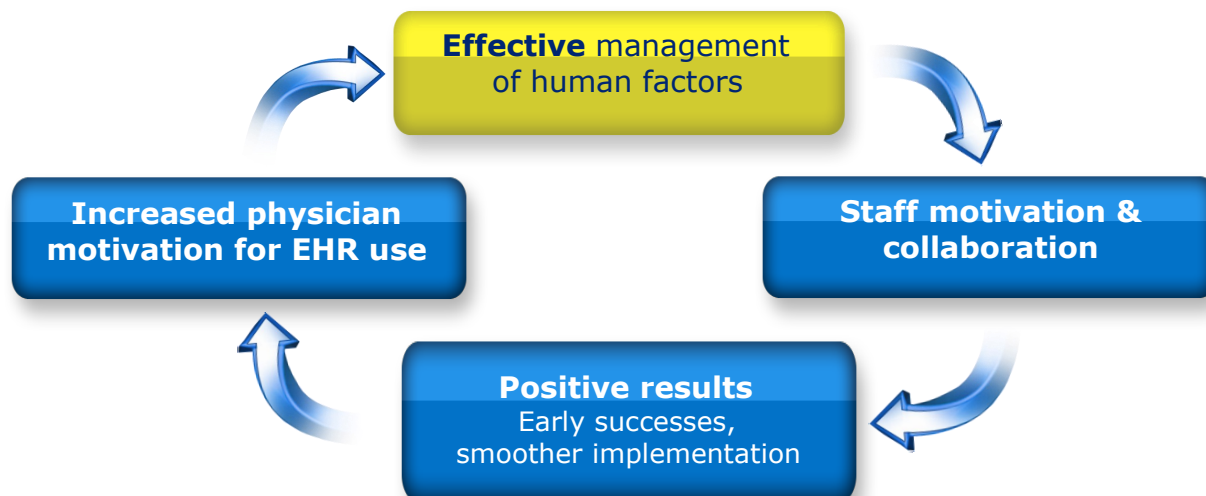 Effective management
of human factors
Increased physician
motivation for EHR use
Staff motivation &
collaboration
Positive results
Early successes,
smoother implementation